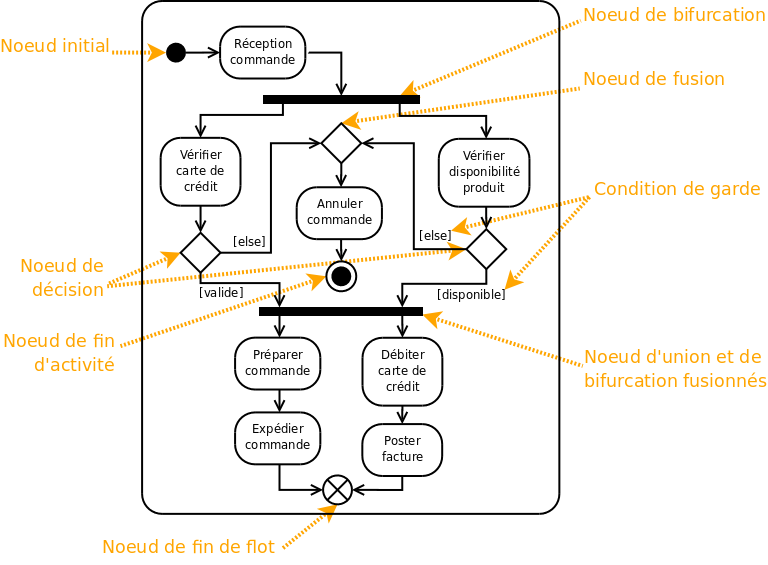 Noeud de bifurcation
Noeud initial
Réception
commande
Noeud de fusion
Vérifier
carte de
crédit
Vérifier
disponibilité
produit
Annuler
commande
Condition de garde
[else]
[else]
Noeud de
décision
[valide]
[disponible]
Noeud de fin
d'activité
Préparer
commande
Débiter
carte de
crédit
Noeud d'union et de
bifurcation fusionnés
Expédier
commande
Poster
facture
Noeud de fin de flot